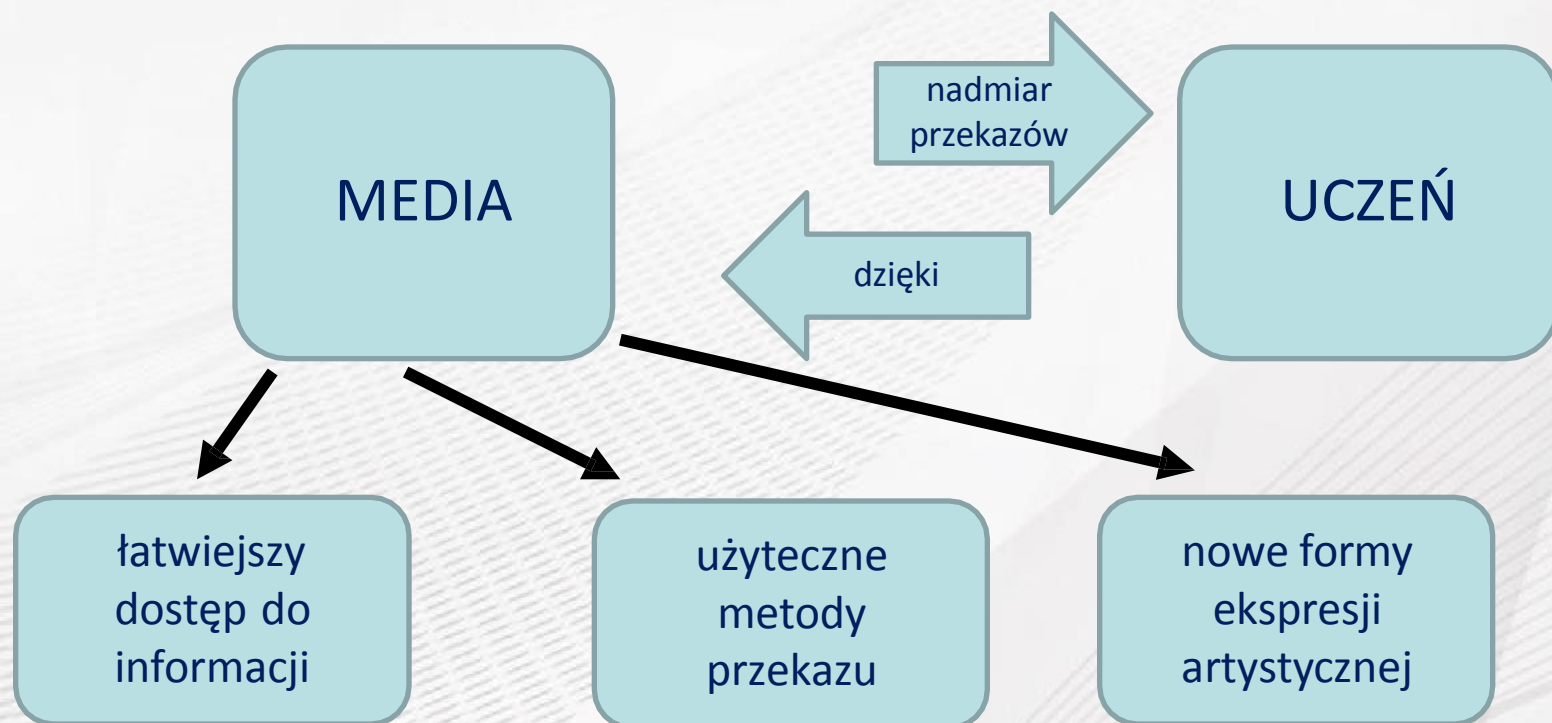 MEDIA
nadmiar
przekazów
dzięki
UCZEŃ
łatwiejszy
dostęp do
informacji
użyteczne
metody
przekazu
nowe formy
ekspresji
artystycznej